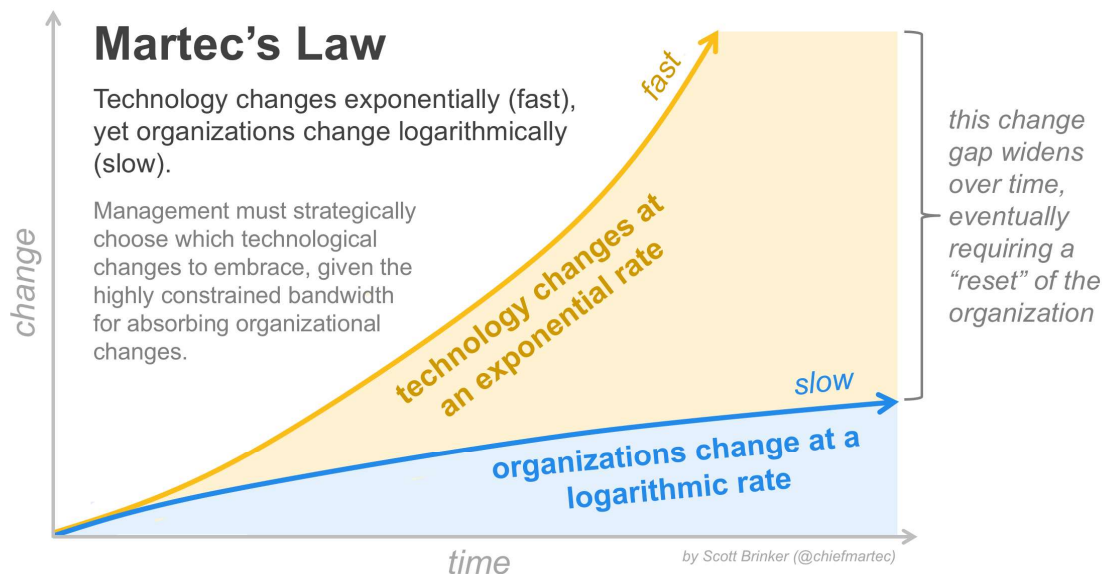 Martec’s Law
Technology changes exponentially (fast),
yet organizations change logarithmically
(slow).
Management must strategically
choose which technological
changes to embrace, given the
highly constrained bandwidth
for absorbing organizational
changes.
change
fast
technology changes at
an exponential rate
this change
gap widens
over time,
eventually
requiring a
“reset” of the
organization
slow
organizations change at a
logarithmic rate
time
by Scott Brinker (@chiefmartec)